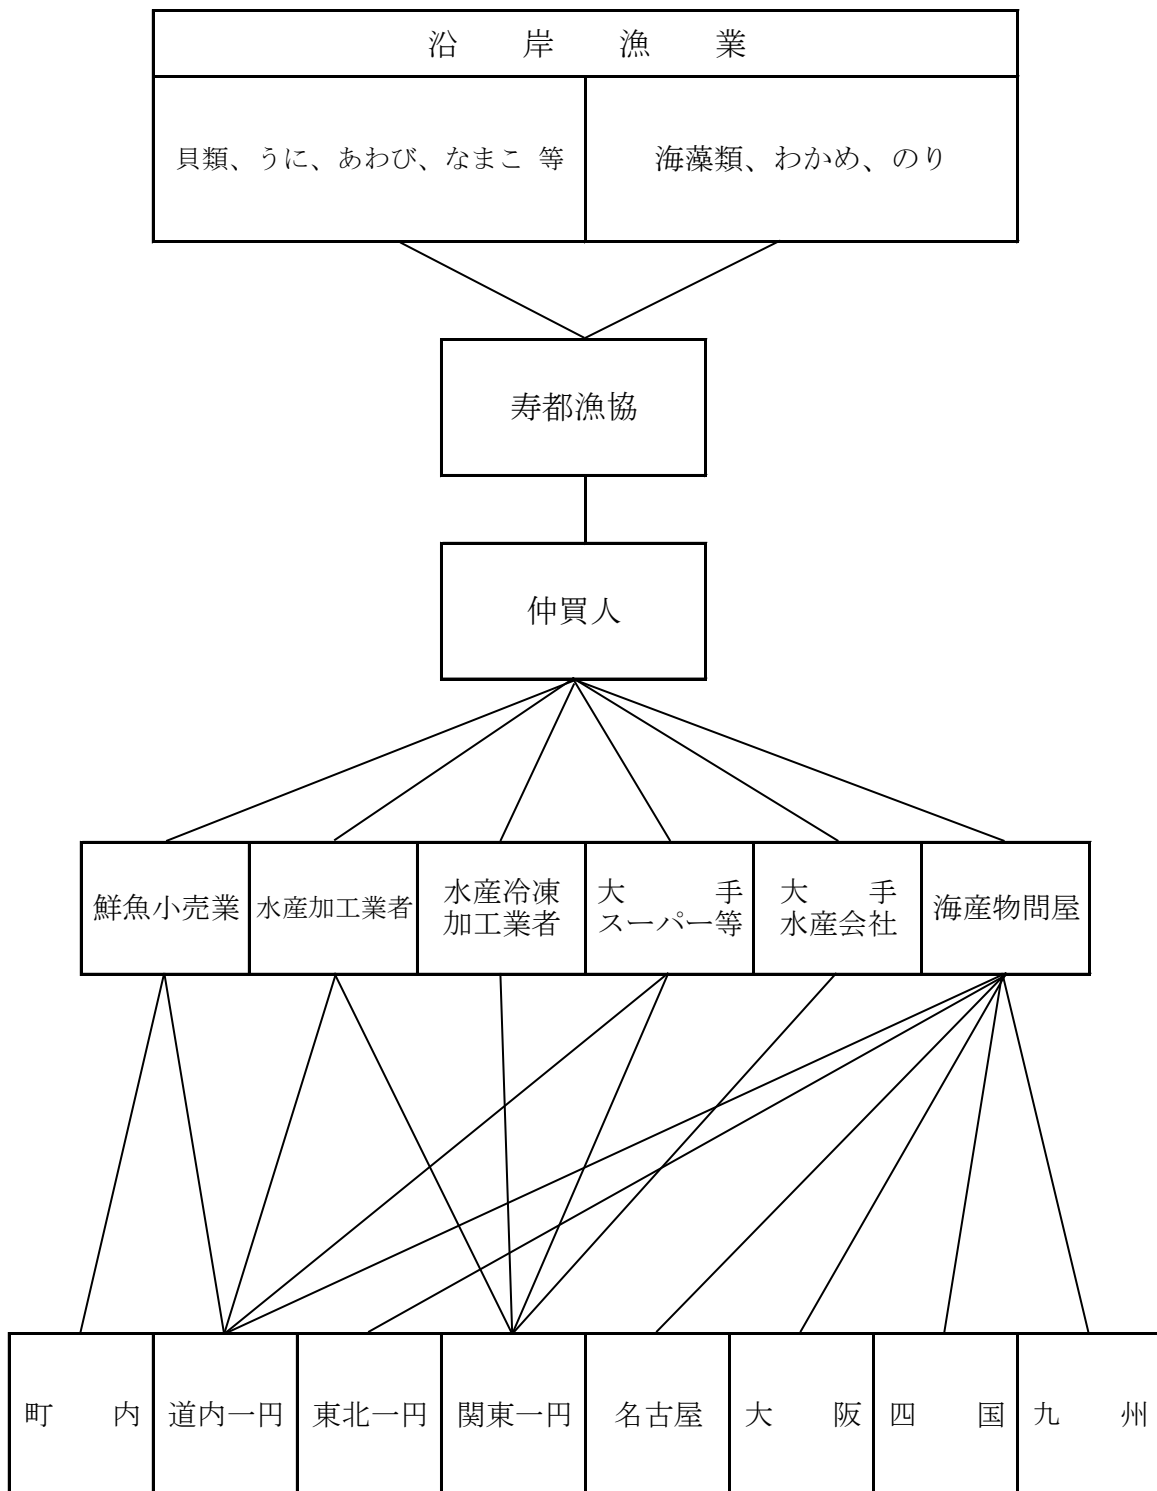 沿岸漁業
貝類、うに、あわび、なまこ 等
海藻類、わかめ、のり
寿都漁協
仲買人
鮮魚小売業
水産加工業者
水産冷凍
加工業者
大手
スーパー等
大手
水産会社
海産物問屋
町内
道内一円
東北一円
関東一円
名古屋
大阪
四国
九州